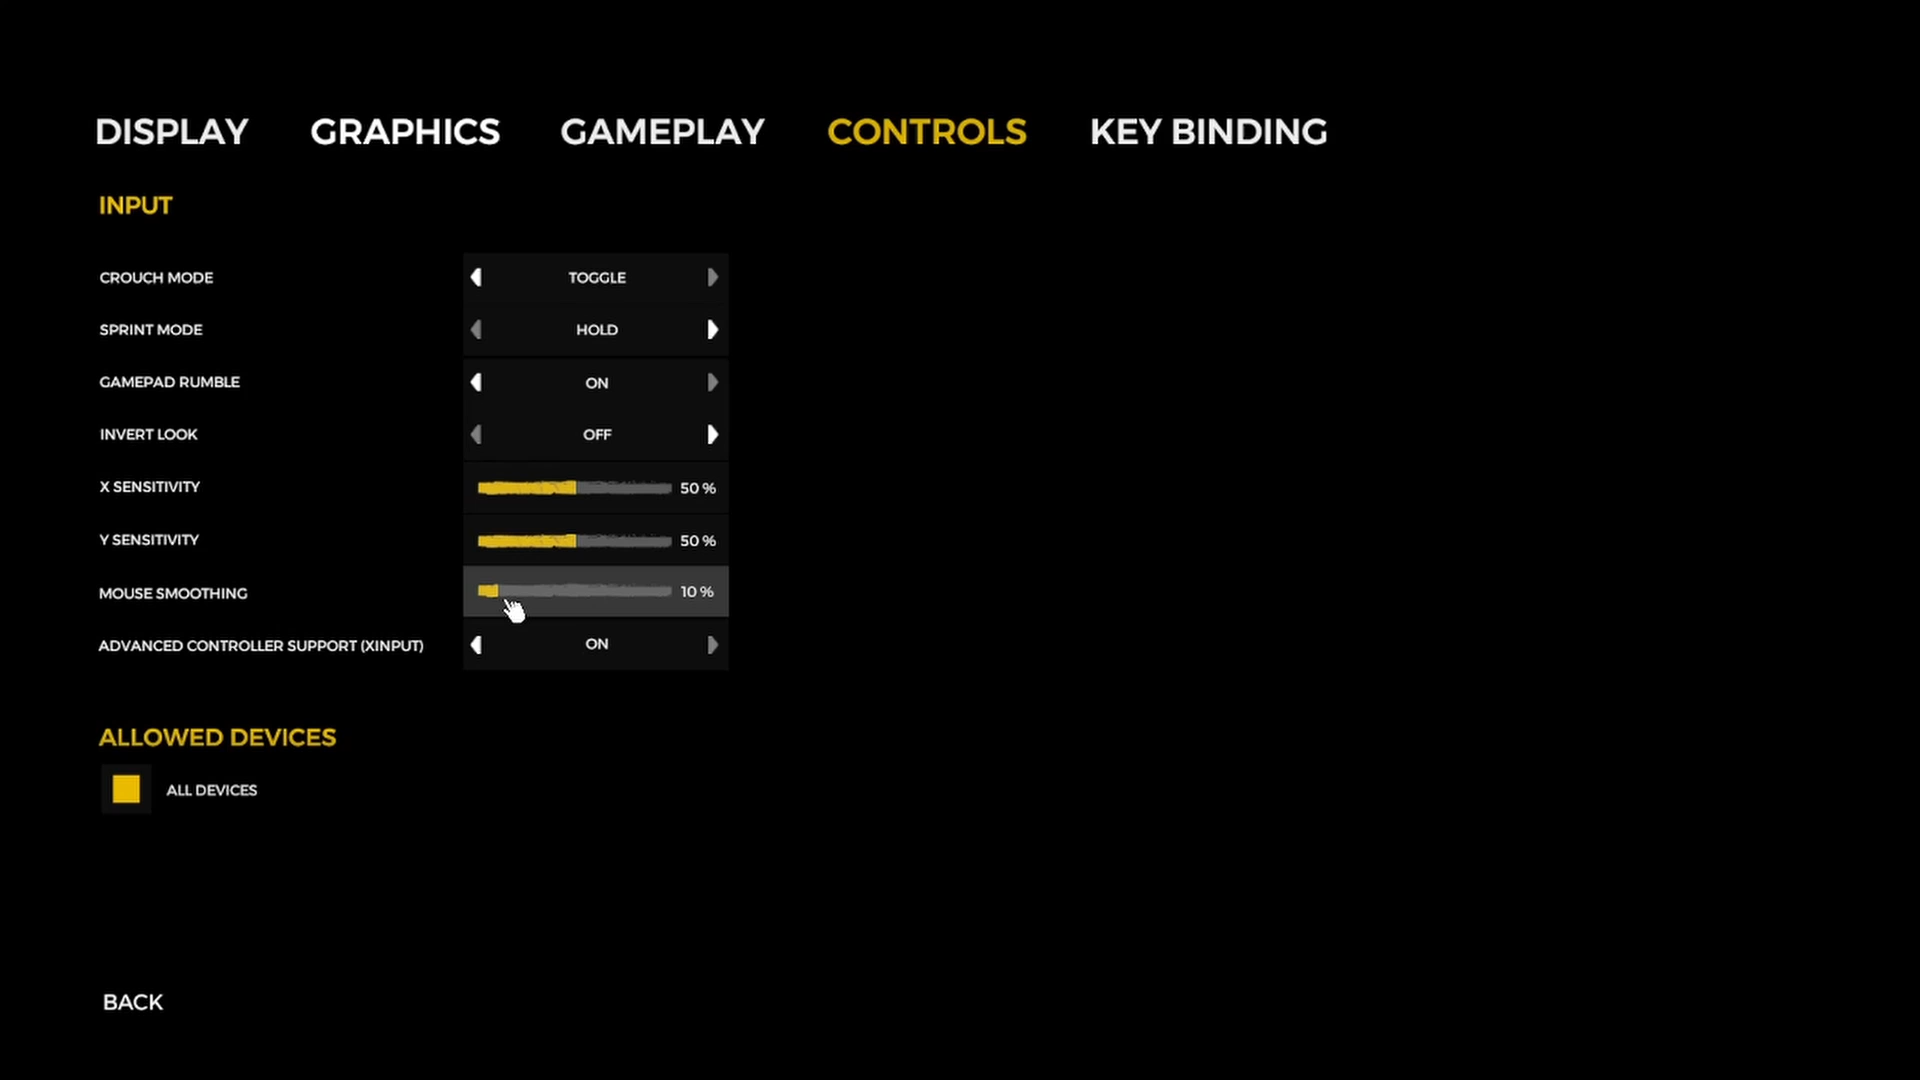 DISPLAY GRAPHICS GAMEPLAY CONTROLS KEY BINDING
INPUT
CROUCH MODE TOGGLE
SPRINT MODE HOLD
GAMEPAD RUMBLE ON
INVERT LOOK OFF
X SENSITIVITY 50 %
Y SENSITIVITY 50 %
MOUSE SMOOTHING 10 %
ADVANCED CONTROLLER SUPPORT (XINPUT) ON
ALLOWED DEVICES
ALL DEVICES
BACK